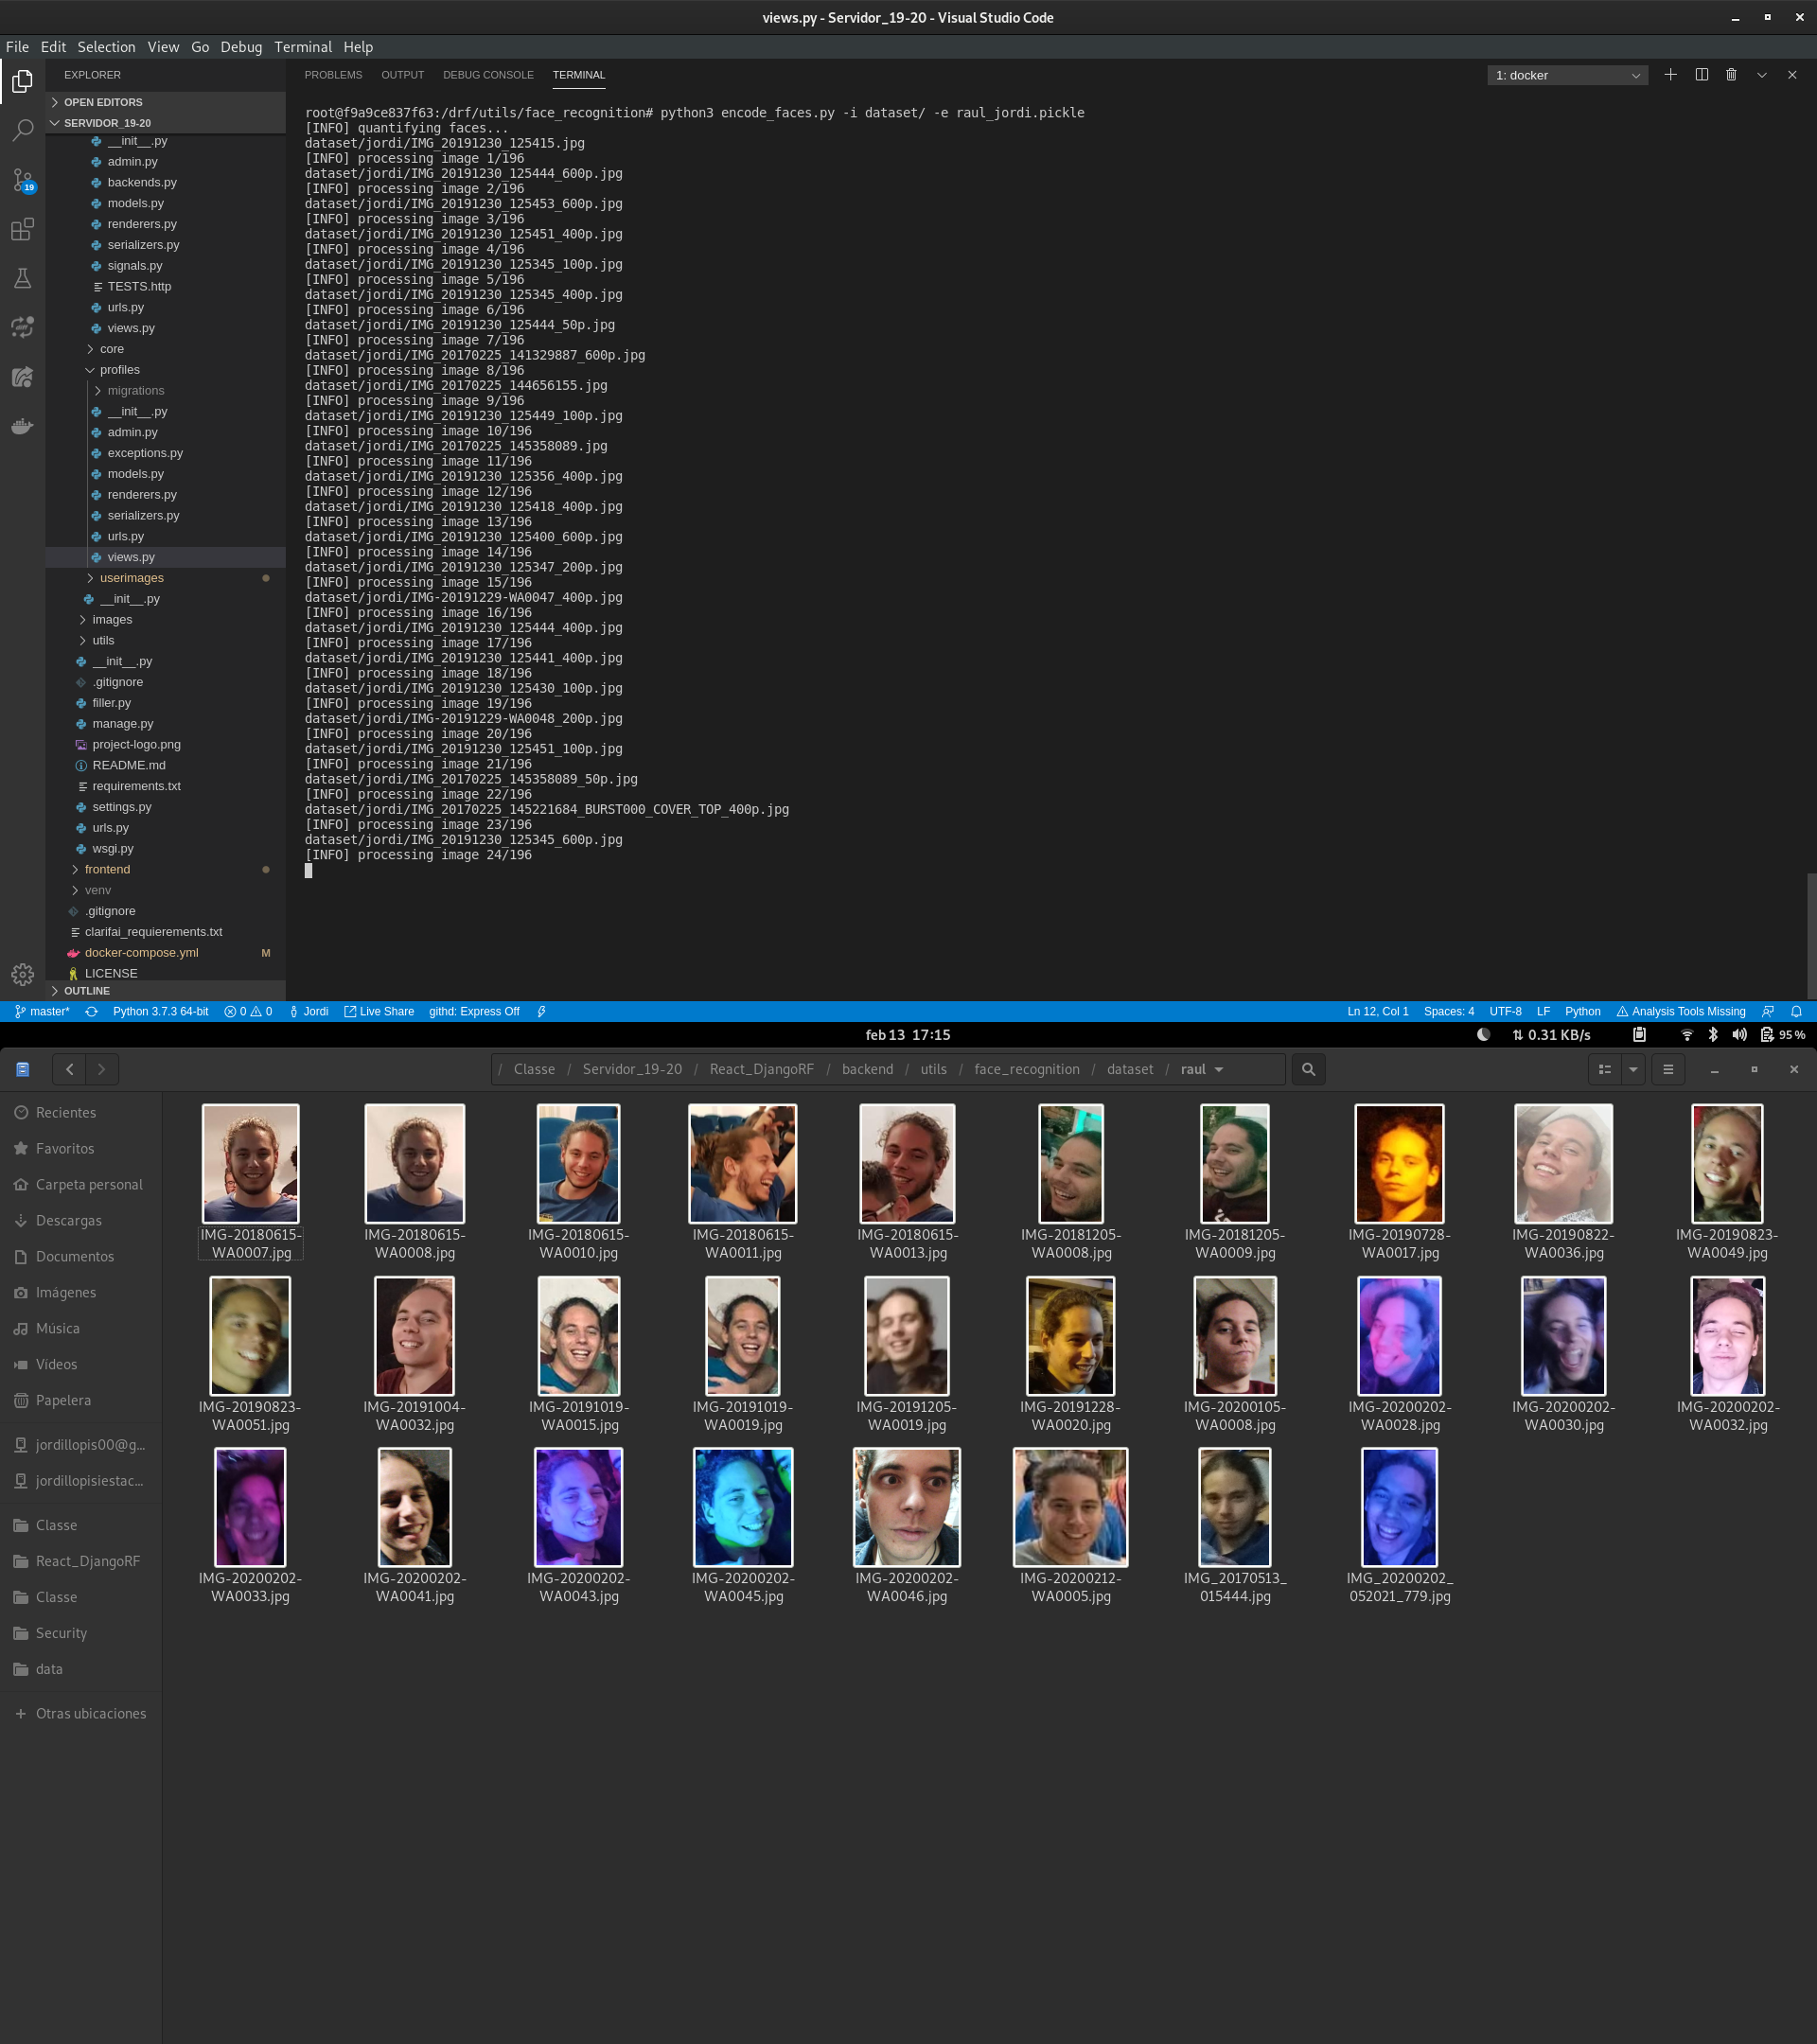 views.py - Servidor_19-20 - Visual Studio Code
File Edit Selection View Go Debug Terminal Help
EXPLORER
OPEN EDITORS
SERVIDOR_19-20
__init__.py
admin.py
backends.py
models.py
renderers.py
serializers.py
signals.py
TESTS.http
urls.py
views.py
core
profiles
migrations
__init__.py
admin.py
exceptions.py
models.py
renderers.py
serializers.py
urls.py
views.py
userimages
__init__.py
images
utils
__init__.py
.gitignore
filler.py
manage.py
project-logo.png
README.md
requirements.txt
settings.py
urls.py
wsgi.py
frontend
venv
.gitignore
clarifai_requierements.txt
docker-compose.yml M
LICENSE
OUTLINE
19
PROBLEMS OUTPUT DEBUG CONSOLE TERMINAL
1: docker
root@f9a9ce837f63:/drf/utils/face_recognition# python3 encode_faces.py -i dataset/ -e raul_jordi.pickle
[INFO] quantifying faces...
dataset/jordi/IMG_20191230_125415.jpg
[INFO] processing image 1/196
dataset/jordi/IMG_20191230_125444_600p.jpg
[INFO] processing image 2/196
dataset/jordi/IMG_20191230_125453_600p.jpg
[INFO] processing image 3/196
dataset/jordi/IMG_20191230_125451_400p.jpg
[INFO] processing image 4/196
dataset/jordi/IMG_20191230_125345_100p.jpg
[INFO] processing image 5/196
dataset/jordi/IMG_20191230_125345_400p.jpg
[INFO] processing image 6/196
dataset/jordi/IMG_20191230_125444_50p.jpg
[INFO] processing image 7/196
dataset/jordi/IMG_20170225_141329887_600p.jpg
[INFO] processing image 8/196
dataset/jordi/IMG_20170225_144656155.jpg
[INFO] processing image 9/196
dataset/jordi/IMG_20191230_125449_100p.jpg
[INFO] processing image 10/196
dataset/jordi/IMG_20170225_145358089.jpg
[INFO] processing image 11/196
dataset/jordi/IMG_20191230_125356_400p.jpg
[INFO] processing image 12/196
dataset/jordi/IMG_20191230_125418_400p.jpg
[INFO] processing image 13/196
dataset/jordi/IMG_20191230_125400_600p.jpg
[INFO] processing image 14/196
dataset/jordi/IMG_20191230_125347_200p.jpg
[INFO] processing image 15/196
dataset/jordi/IMG-20191229-WA0047_400p.jpg
[INFO] processing image 16/196
dataset/jordi/IMG_20191230_125444_400p.jpg
[INFO] processing image 17/196
dataset/jordi/IMG_20191230_125441_400p.jpg
[INFO] processing image 18/196
dataset/jordi/IMG_20191230_125430_100p.jpg
[INFO] processing image 19/196
dataset/jordi/IMG-20191229-WA0048_200p.jpg
[INFO] processing image 20/196
dataset/jordi/IMG_20191230_125451_100p.jpg
[INFO] processing image 21/196
dataset/jordi/IMG_20170225_145358089_50p.jpg
[INFO] processing image 22/196
dataset/jordi/IMG_20170225_145221684_BURST000_COVER_TOP_400p.jpg
[INFO] processing image 23/196
dataset/jordi/IMG_20191230_125345_600p.jpg
[INFO] processing image 24/196
master* Python 3.7.3 64-bit 0 0 Jordi Live Share githd: Express Off Ln 12, Col 1 Spaces: 4 UTF-8 LF Python Analysis Tools Missing
feb 13 17:15 0.31 KB/s 95 %
/ Classe / Servidor_19-20 / React_DjangoRF / backend / utils / face_recognition / dataset / raul
Recientes
Favoritos
Carpeta personal
Descargas
Documentos
Imágenes
Música
Vídeos
Papelera
jordillopis00@g...
jordillopisiestac...
Classe
React_DjangoRF
Classe
Security
data
Otras ubicaciones
IMG-20180615- IMG-20180615- IMG-20180615- IMG-20180615- IMG-20180615- IMG-20181205- IMG-20181205- IMG-20190728- IMG-20190822- IMG-20190823-
WA0007.jpg WA0008.jpg WA0010.jpg WA0011.jpg WA0013.jpg WA0008.jpg WA0009.jpg WA0017.jpg WA0036.jpg WA0049.jpg
IMG-20190823- IMG-20191004- IMG-20191019- IMG-20191019- IMG-20191205- IMG-20191228- IMG-20200105- IMG-20200202- IMG-20200202- IMG-20200202-
WA0051.jpg WA0032.jpg WA0015.jpg WA0019.jpg WA0019.jpg WA0020.jpg WA0008.jpg WA0028.jpg WA0030.jpg WA0032.jpg
IMG-20200202- IMG-20200202- IMG-20200202- IMG-20200202- IMG-20200202- IMG-20200212- IMG_20170513_ IMG_20200202_
WA0033.jpg WA0041.jpg WA0043.jpg WA0045.jpg WA0046.jpg WA0005.jpg 015444.jpg 052021_779.jpg